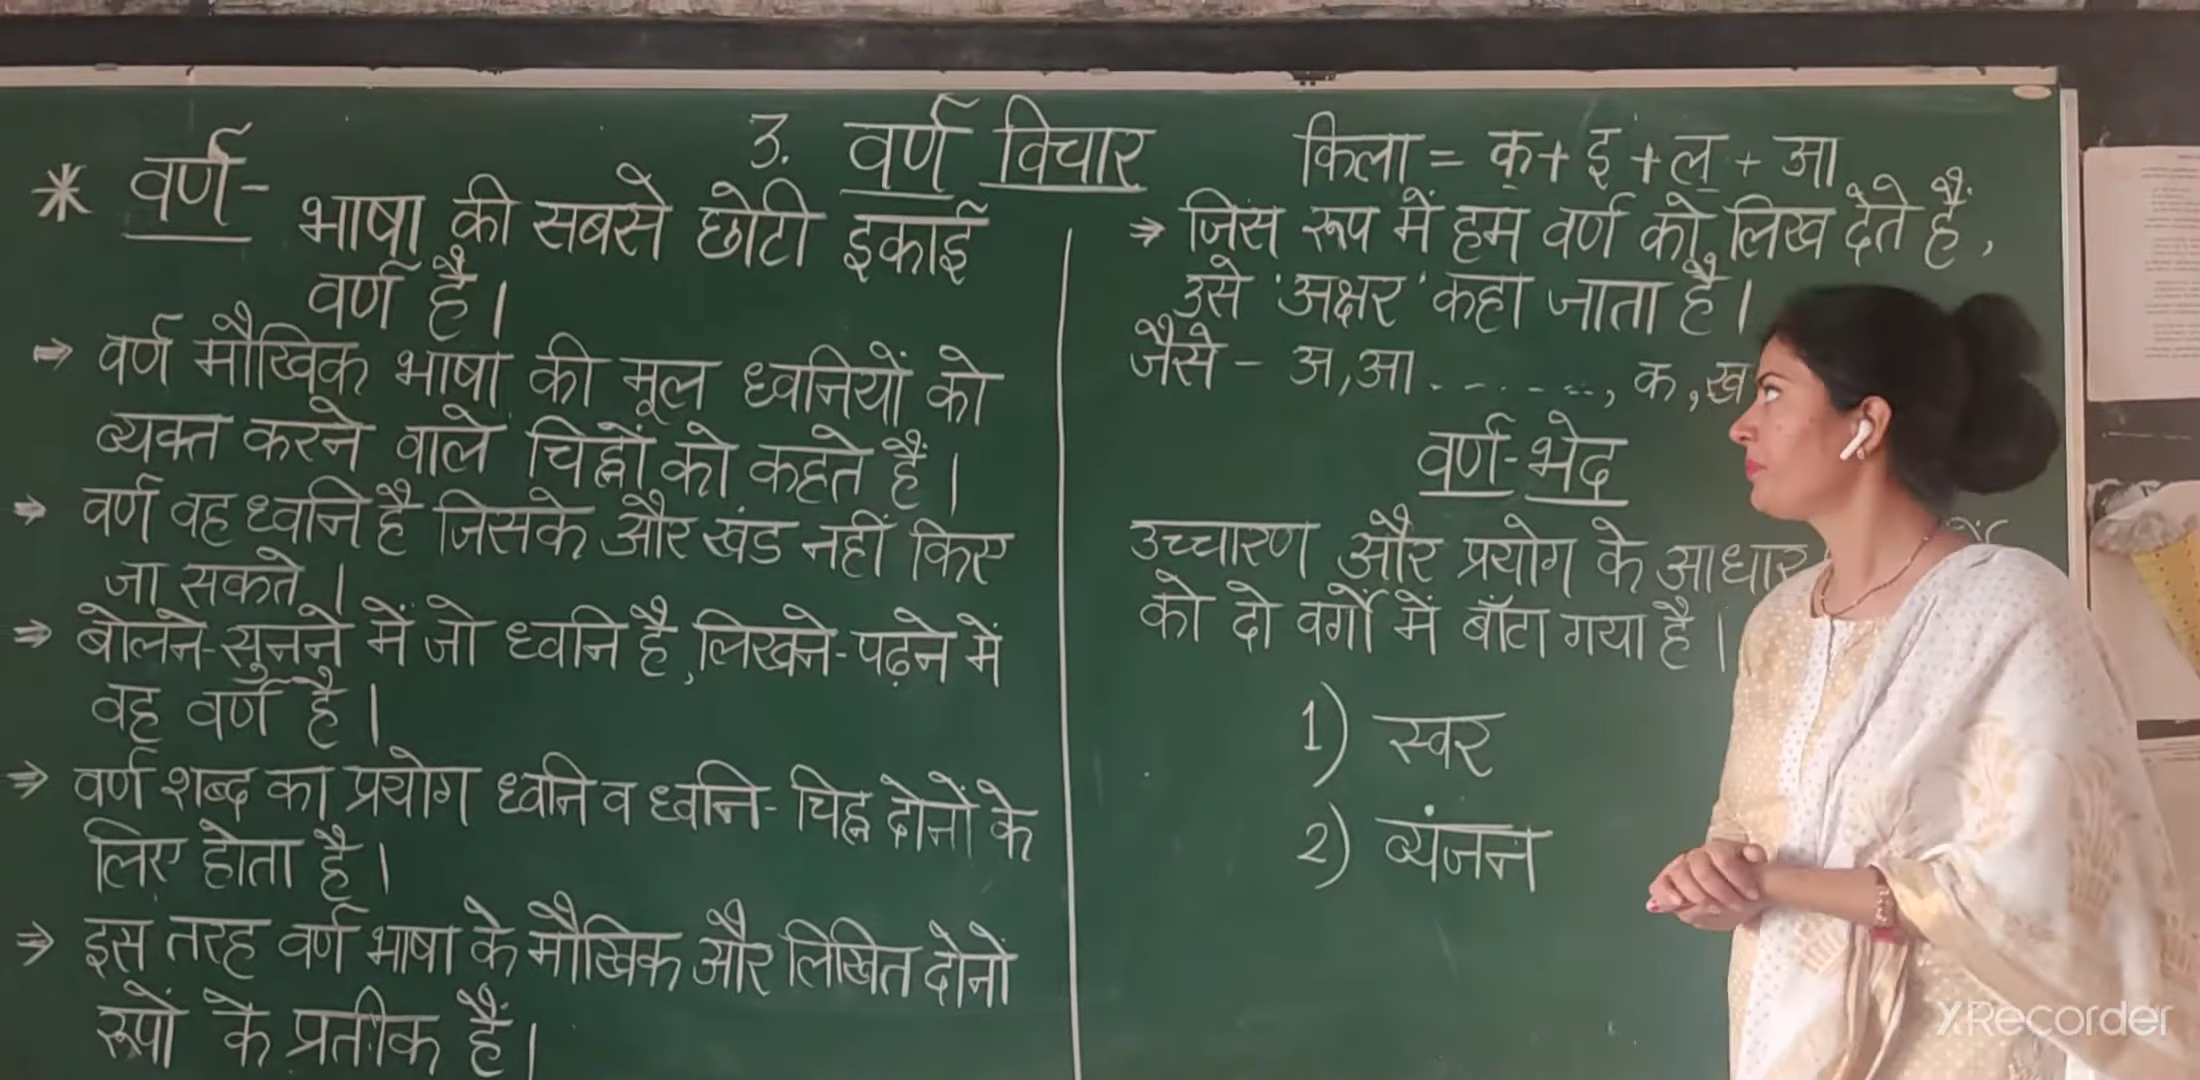 3. वर्ण विचार
* वर्ण-
भाषा की सबसे छोटी इकाई
वर्ण है।
⇒ वर्ण मौखिक भाषा की मूल ध्वनियों को
व्यक्त करने वाले चिह्नों को कहते हैं।
⇒ वर्ण वह ध्वनि है जिसके और खंड नहीं किए
जा सकते।
⇒ बोलने-सुनने में जो ध्वनि है, लिखने-पढ़ने में
वह वर्ण है।
⇒ वर्ण शब्द का प्रयोग ध्वनि व ध्वनि-चिह्न दोनों के
लिए होता है।
⇒ इस तरह वर्ण भाषा के मौखिक और लिखित दोनों
रूपों के प्रतीक हैं।
किला = क्+ इ + ल् + आ
⇒ जिस रूप में हम वर्ण को लिख देते हैं,
उसे 'अक्षर' कहा जाता है।
जैसे - अ,आ - - - - - -, क,ख
वर्ण-भेद
उच्चारण और प्रयोग के आधार
को दो वर्गों में बाँटा गया है।
1) स्वर
2) व्यंजन
XRecorder